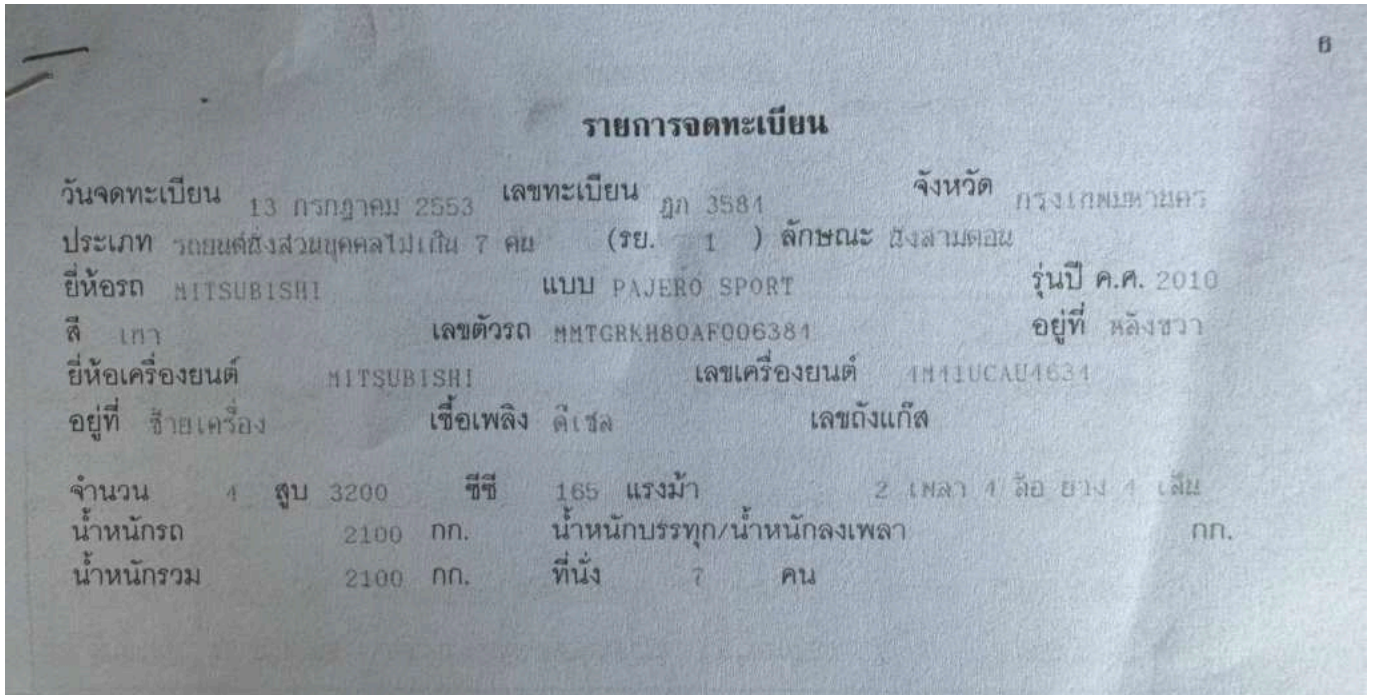 6
รายการจดทะเบียน
วันจดทะเบียน 13 กรกฎาคม 2553 เลขทะเบียน ฎก 3584 จังหวัด กรุงเทพมหานคร
ประเภท รถยนต์นั่งส่วนบุคคลไม่เกิน 7 คน (รย. 1 ) ลักษณะ นั่งสามตอน
ยี่ห้อรถ MITSUBISHI แบบ PAJERO SPORT รุ่นปี ค.ศ. 2010
สี เทา เลขตัวรถ MMTGRKH80AF006384 อยู่ที่ หลังขวา
ยี่ห้อเครื่องยนต์ MITSUBISHI เลขเครื่องยนต์ 4M41UCAU4634
อยู่ที่ ซ้ายเครื่อง เชื้อเพลิง ดีเซล เลขถังแก๊ส
จำนวน 4 สูบ 3200 ซีซี 165 แรงม้า 2 เพลา 4 ล้อ ยาง 4 เส้น
น้ำหนักรถ 2100 กก. น้ำหนักบรรทุก/น้ำหนักลงเพลา กก.
น้ำหนักรวม 2100 กก. ที่นั่ง 7 คน